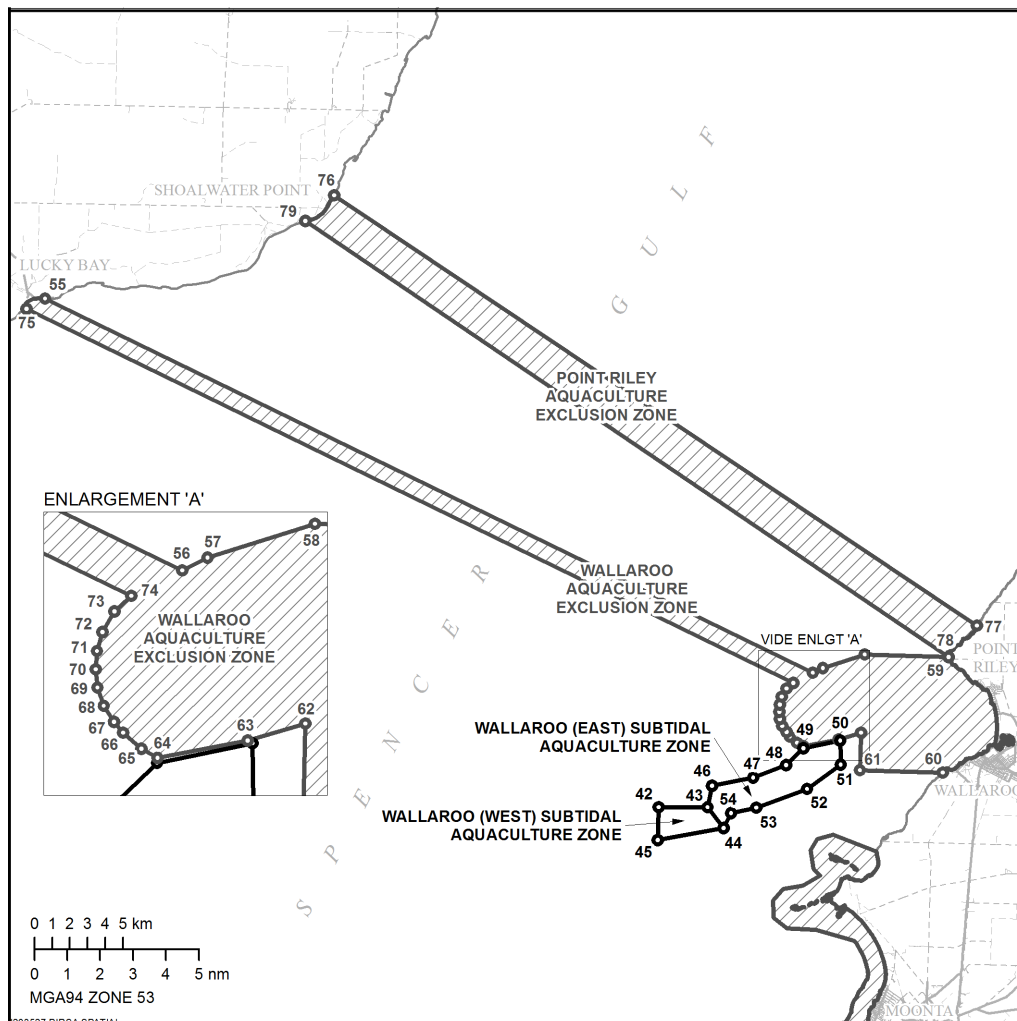 76
SHOALWATER POINT
79
LUCKY BAY
55
75
G U L F
POINT RILEY
AQUACULTURE
EXCLUSION ZONE
ENLARGEMENT 'A'
56
57
58
74
73
72
71
70
69
68
67
66
65
64
63
62
WALLAROO
AQUACULTURE
EXCLUSION ZONE
WALLAROO
AQUACULTURE
EXCLUSION ZONE
77
78
POINT
RILEY
59
VIDE ENLGT 'A'
S P E N C E R
WALLAROO (EAST) SUBTIDAL
AQUACULTURE ZONE
49
50
61
60
WALLAROO
48
47
51
46
52
42
43
54
53
WALLAROO (WEST) SUBTIDAL
AQUACULTURE ZONE
45
44
0 1 2 3 4 5 km
0 1 2 3 4 5 nm
MGA94 ZONE 53
MOONTA